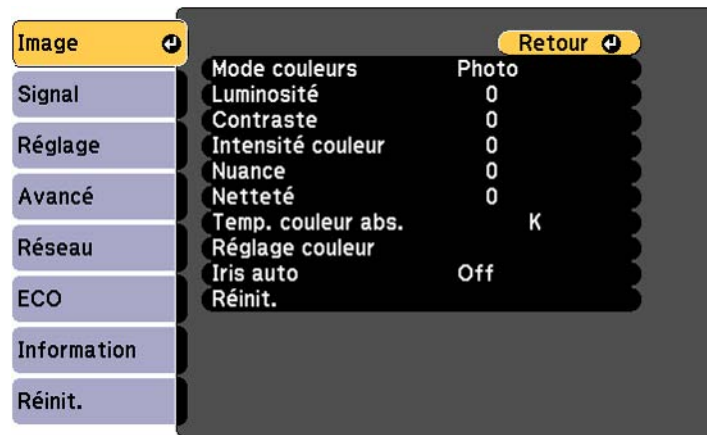 Image
Signal
Réglage
Avancé
Réseau
ECO
Information
Réinit.
Retour
Mode couleurs Photo
Luminosité 0
Contraste 0
Intensité couleur 0
Nuance 0
Netteté 0
Temp. couleur abs. K
Réglage couleur
Iris auto Off
Réinit.